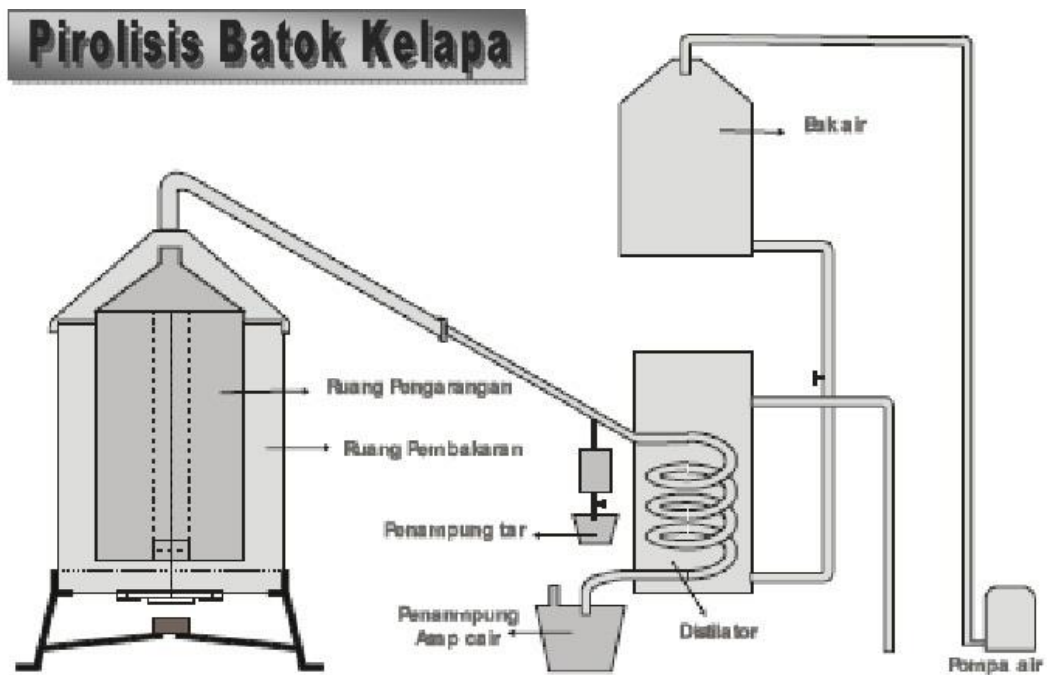 Pirolisis Batok Kelapa
Bak air
Ruang Pengarangan
Ruang Pembakaran
Penampung tar
Penampung
Asap cair
Distilator
Pompa air